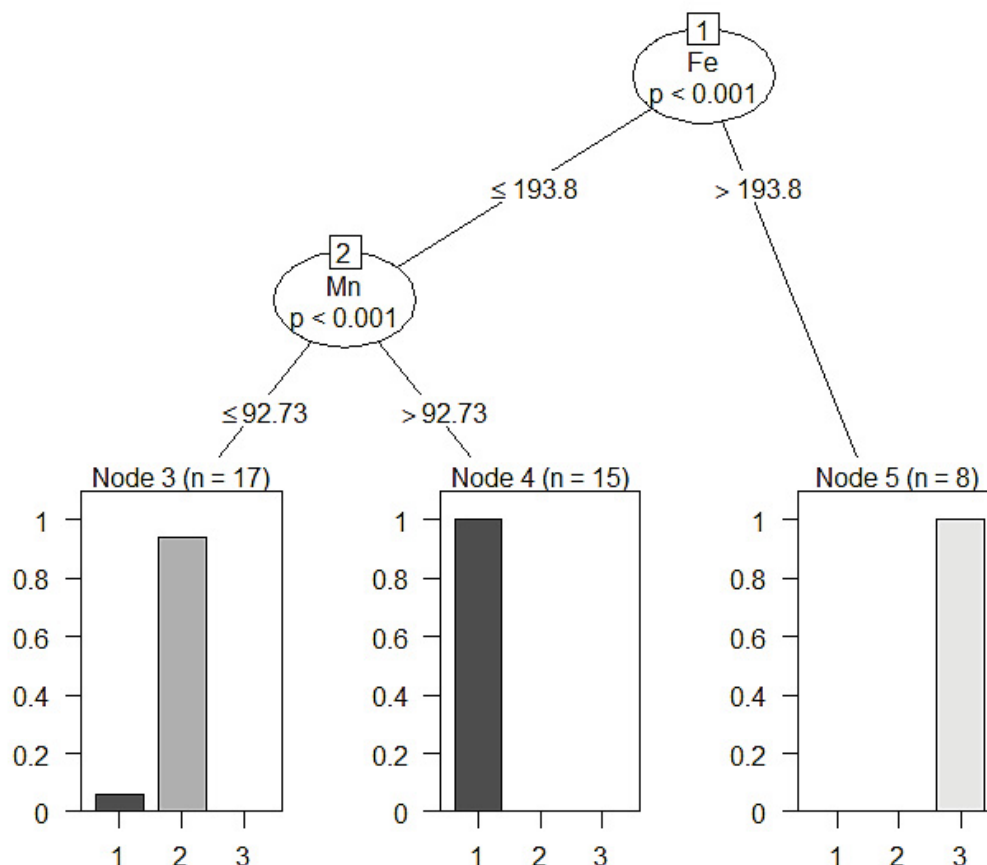 1
Fe
p < 0.001
≤ 193.8
> 193.8
2
Mn
p < 0.001
≤ 92.73
> 92.73
Node 3 (n = 17)
Node 4 (n = 15)
Node 5 (n = 8)
1
0.8
0.6
0.4
0.2
0
1 2 3
1
0.8
0.6
0.4
0.2
0
1 2 3
1
0.8
0.6
0.4
0.2
0
1 2 3